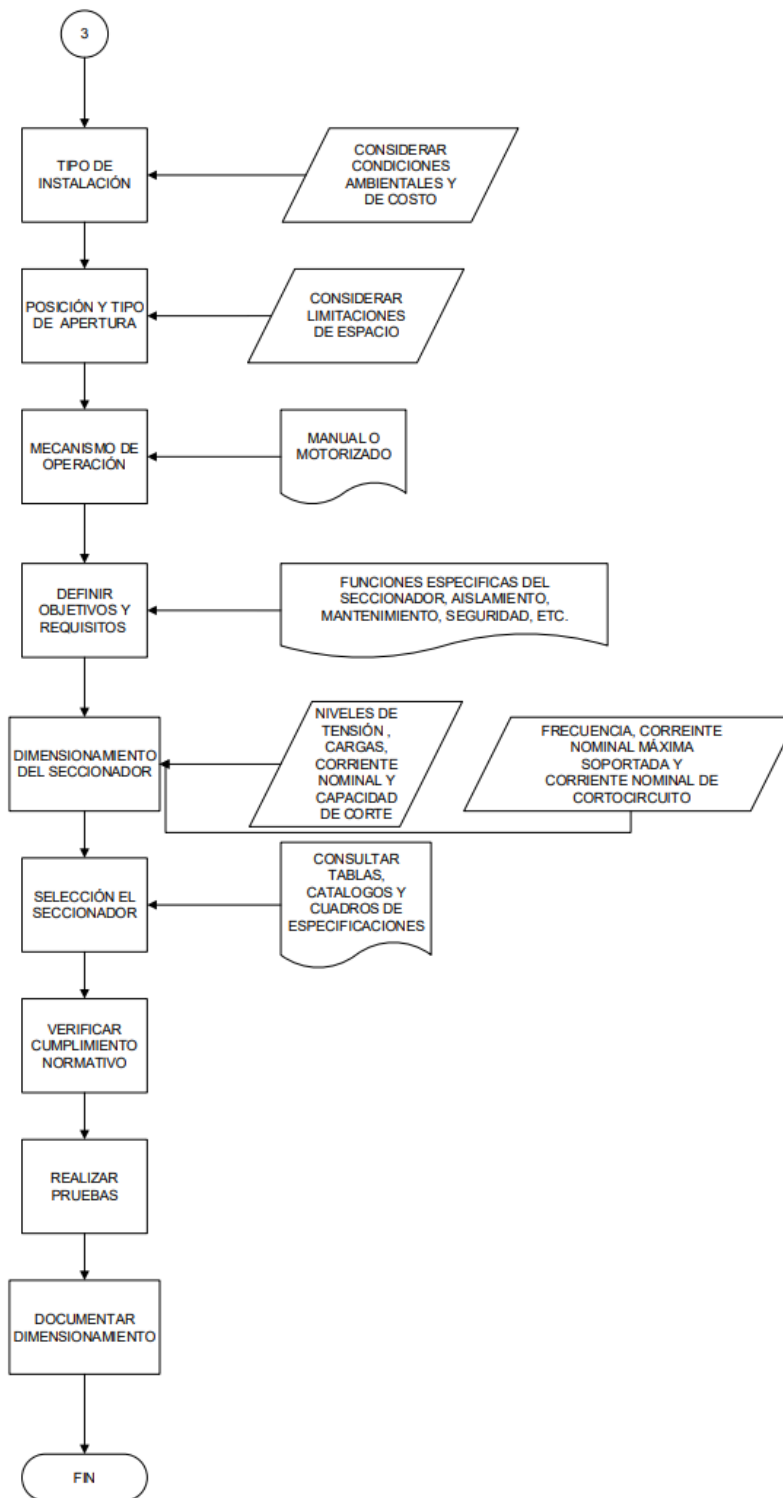 3
TIPO DE
INSTALACIÓN
CONSIDERAR
CONDICIONES
AMBIENTALES Y
DE COSTO
POSICIÓN Y TIPO
DE APERTURA
CONSIDERAR
LIMITACIONES
DE ESPACIO
MECANISMO DE
OPERACIÓN
MANUAL O
MOTORIZADO
DEFINIR
OBJETIVOS Y
REQUISITOS
FUNCIONES ESPECIFICAS DEL
SECCIONADOR, AISLAMIENTO,
MANTENIMIENTO, SEGURIDAD, ETC.
DIMENSIONAMIENTO
DEL SECCIONADOR
NIVELES DE
TENSIÓN ,
CARGAS,
CORRIENTE
NOMINAL Y
CAPACIDAD
DE CORTE
FRECUENCIA, CORREINTE
NOMINAL MÁXIMA
SOPORTADA Y
CORRIENTE NOMINAL DE
CORTOCIRCUITO
SELECCIÓN EL
SECCIONADOR
CONSULTAR
TABLAS,
CATALOGOS Y
CUADROS DE
ESPECIFICACIONES
VERIFICAR
CUMPLIMIENTO
NORMATIVO
REALIZAR
PRUEBAS
DOCUMENTAR
DIMENSIONAMIENTO
FIN